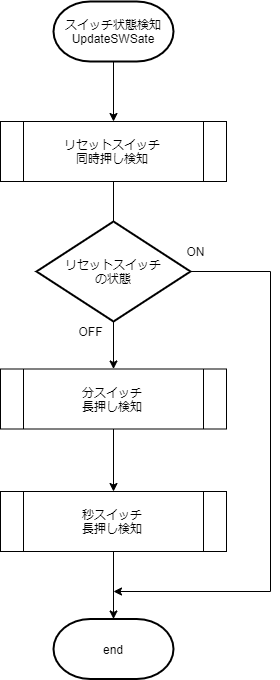 スイッチ状態検知
UpdateSWSate
リセットスイッチ
同時押し検知
リセットスイッチ
の状態
ON
OFF
分スイッチ
長押し検知
秒スイッチ
長押し検知
end